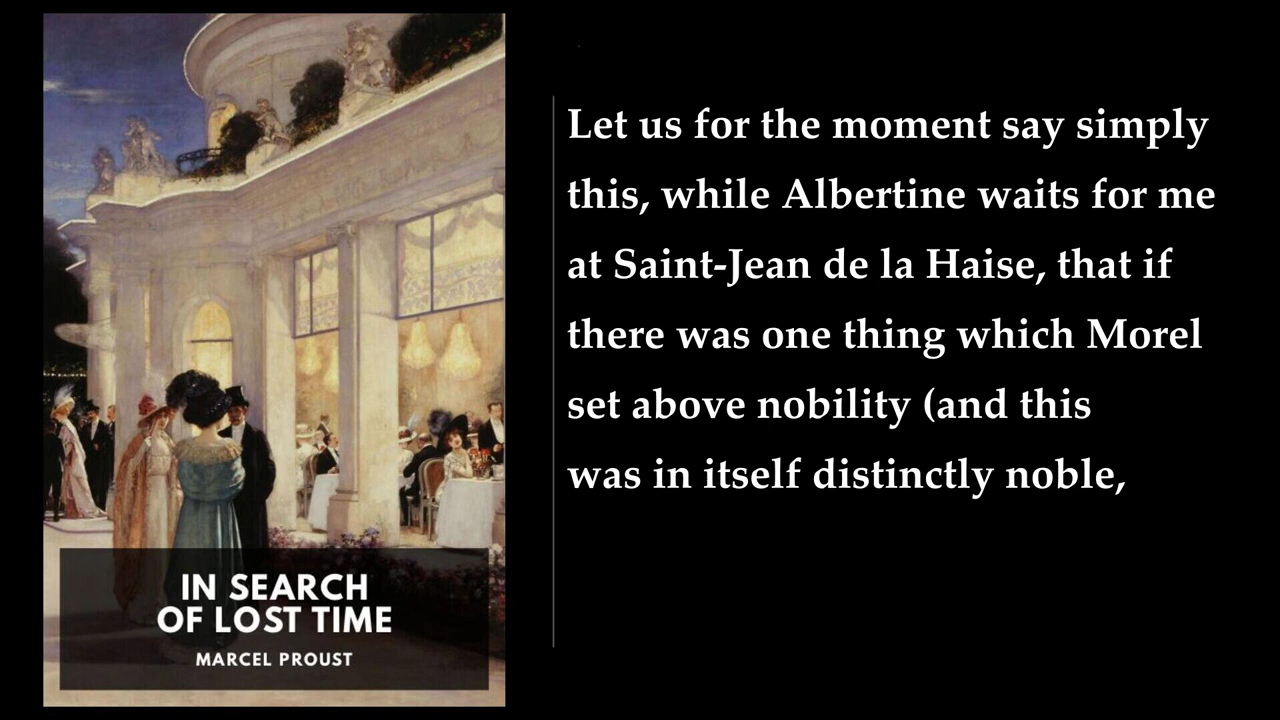 IN SEARCH
OF LOST TIME
MARCEL PROUST
Let us for the moment say simply
this, while Albertine waits for me
at Saint-Jean de la Haise, that if
there was one thing which Morel
set above nobility (and this
was in itself distinctly noble,